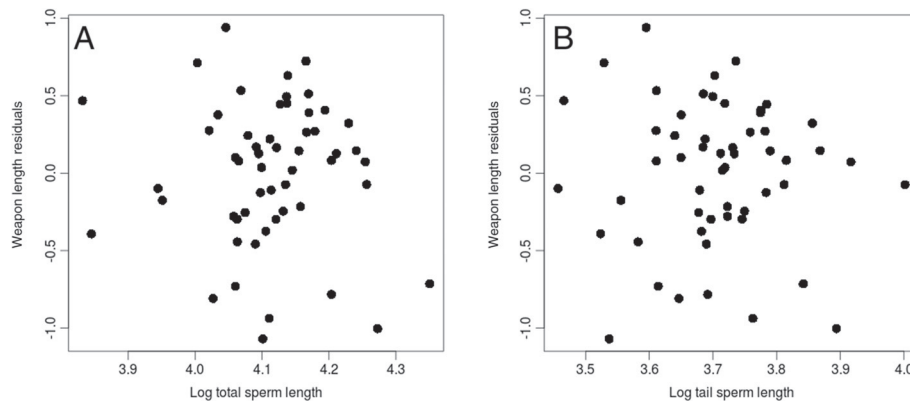 A
B
Weapon length residuals
1.0
0.5
0.0
-0.5
-1.0
3.9 4.0 4.1 4.2 4.3
Log total sperm length
Weapon length residuals
1.0
0.5
0.0
-0.5
-1.0
3.5 3.6 3.7 3.8 3.9 4.0
Log tail sperm length